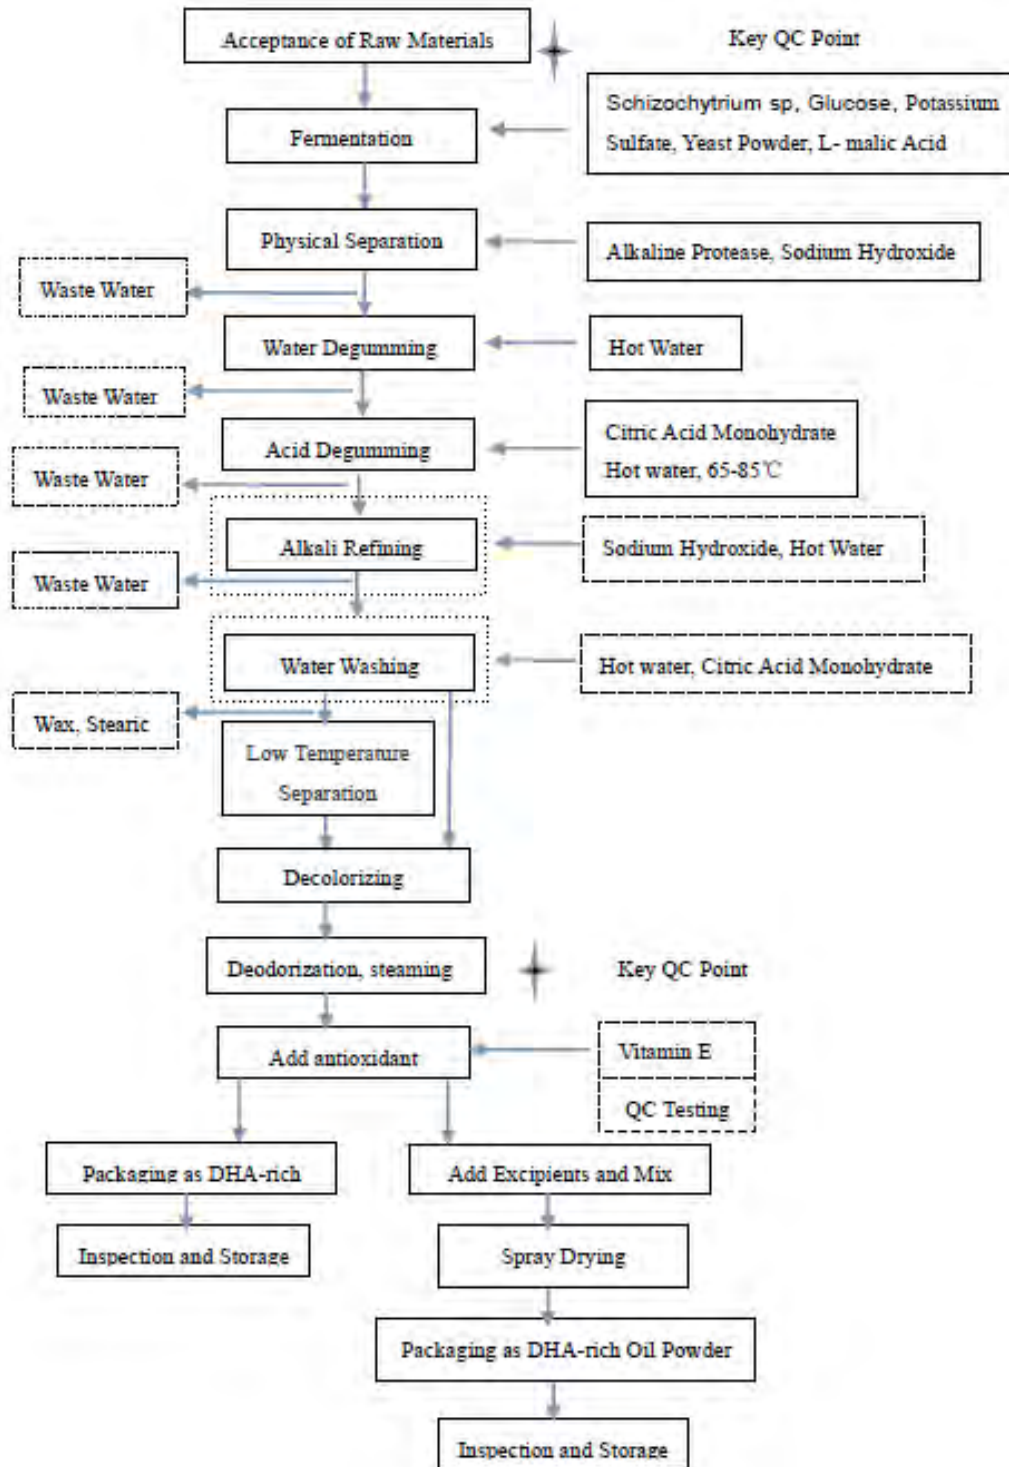 Acceptance of Raw Materials
Key QC Point
Schizochytrium sp, Glucose, Potassium
Sulfate, Yeast Powder, L- malic Acid
Fermentation
Physical Separation
Alkaline Protease, Sodium Hydroxide
Waste Water
Water Degumming
Hot Water
Waste Water
Acid Degumming
Citric Acid Monohydrate
Hot water, 65-85℃
Waste Water
Alkali Refining
Sodium Hydroxide, Hot Water
Waste Water
Water Washing
Hot water, Citric Acid Monohydrate
Wax, Stearic
Low Temperature
Separation
Decolorizing
Deodorization, steaming
Key QC Point
Add antioxidant
Vitamin E
QC Testing
Packaging as DHA-rich
Add Excipients and Mix
Inspection and Storage
Spray Drying
Packaging as DHA-rich Oil Powder
Inspection and Storage